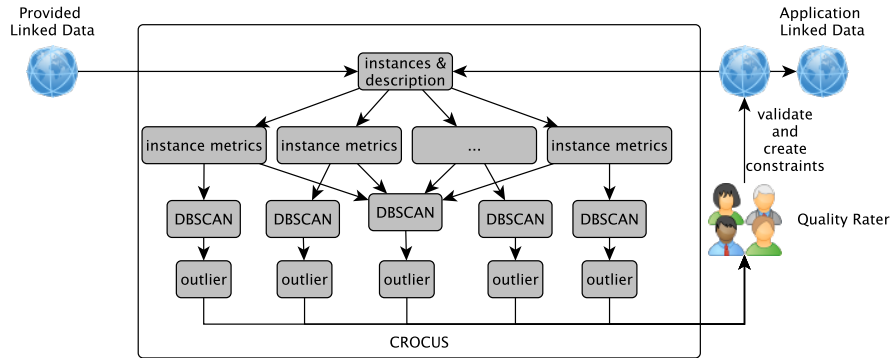 Provided
Linked Data
Application
Linked Data
instances &
description
validate
and
create
constraints
instance metrics
instance metrics
...
instance metrics
DBSCAN
DBSCAN
DBSCAN
DBSCAN
DBSCAN
Quality Rater
outlier
outlier
outlier
outlier
outlier
CROCUS